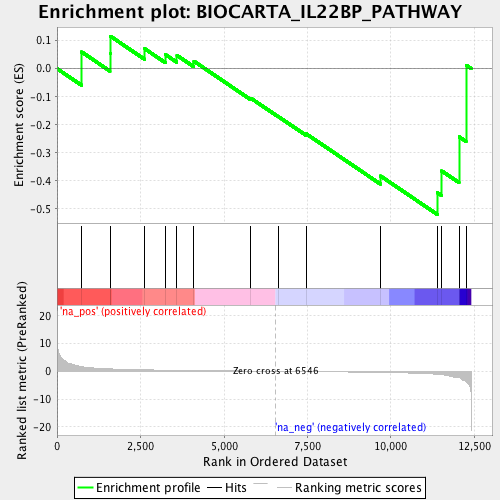 Enrichment plot: BIOCARTA_IL22BP_PATHWAY
Enrichment score (ES)
0.1
0.0
-0.1
-0.2
-0.3
-0.4
-0.5
'na_pos' (positively correlated)
Ranked list metric (PreRanked)
20
10
0
-10
-20
Zero cross at 6546
'na_neg' (negatively correlated)
0 2,500 5,000 7,500 10,000 12,500
Rank in Ordered Dataset
Enrichment profile Hits Ranking metric scores